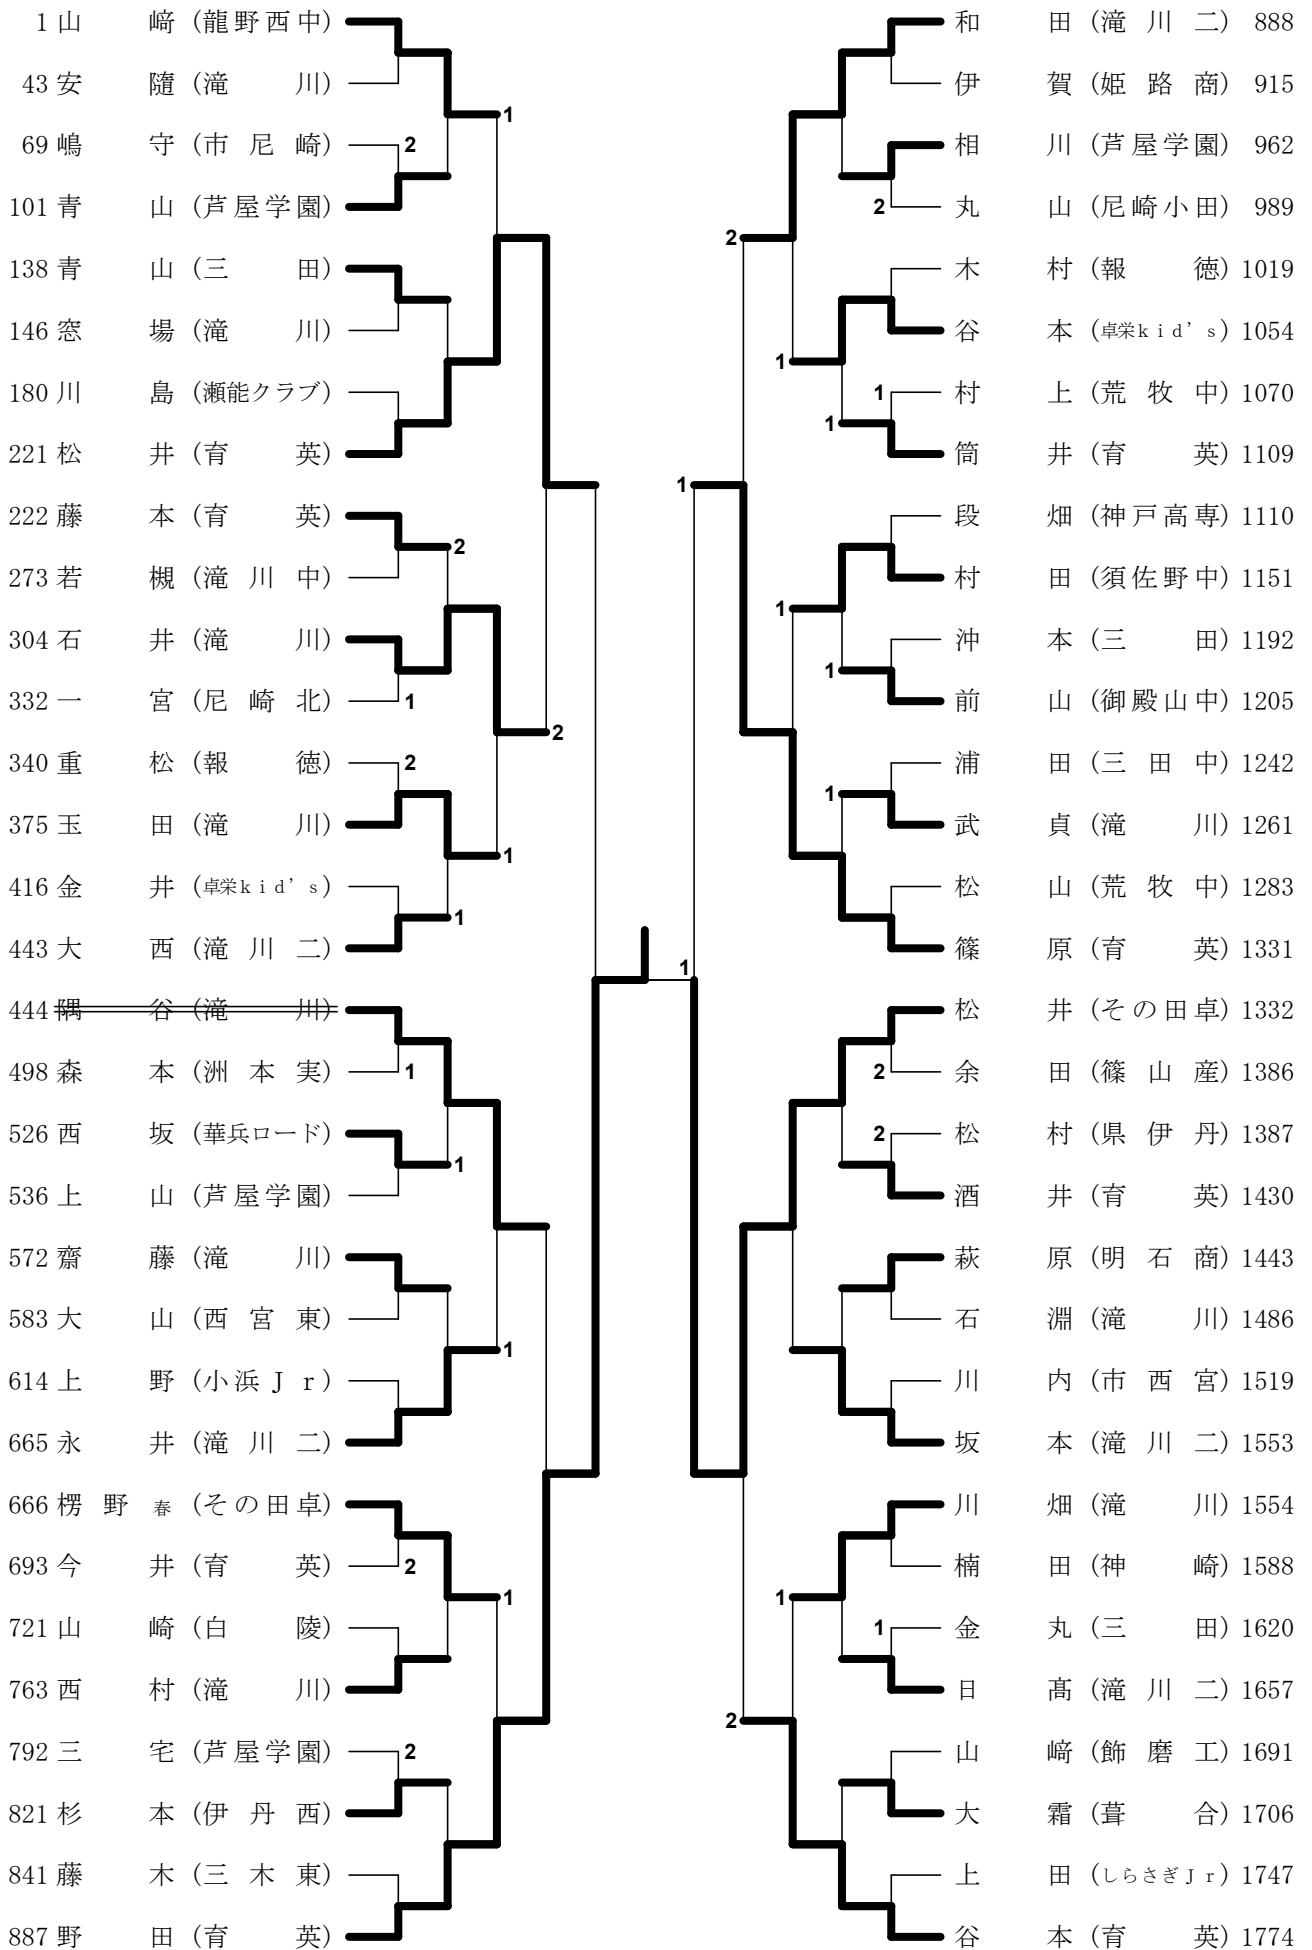 1 山 﨑 (龍野西中)
43 安 隨 (滝 川)
69 嶋 守 (市尼崎) 2
101 青 山 (芦屋学園)
1
138 青 山 (三 田)
146 窓 場 (滝 川)
180 川 島 (瀬能クラブ)
221 松 井 (育 英)
222 藤 本 (育 英)
2
273 若 槻 (滝川中)
304 石 井 (滝 川)
332 一 宮 (尼崎北) 1
2
340 重 松 (報 徳) 2
375 玉 田 (滝 川)
1
416 金 井 (卓栄kid's)
1
443 大 西 (滝川二)
444 隅 谷 (滝 川)
498 森 本 (洲本実) 1
526 西 坂 (華兵ロード)
1
536 上 山 (芦屋学園)
572 齋 藤 (滝 川)
583 大 山 (西宮東)
1
614 上 野 (小浜Jr)
665 永 井 (滝川二)
666 楞 野 春 (その田卓)
693 今 井 (育 英) 2
1
721 山 崎 (白 陵)
763 西 村 (滝 川)
792 三 宅 (芦屋学園) 2
821 杉 本 (伊丹西)
841 藤 木 (三木東)
887 野 田 (育 英)
1
和 田 (滝川二) 888
伊 賀 (姫路商) 915
相 川 (芦屋学園) 962
2 丸 山 (尼崎小田) 989
2
木 村 (報 徳) 1019
谷 本 (卓栄kid's) 1054
1
1 村 上 (荒牧中) 1070
1
筒 井 (育 英) 1109
1
段 畑 (神戸高専) 1110
村 田 (須佐野中) 1151
1
沖 本 (三 田) 1192
1
前 山 (御殿山中) 1205
浦 田 (三田中) 1242
1
武 貞 (滝 川) 1261
松 山 (荒牧中) 1283
篠 原 (育 英) 1331
松 井 (その田卓) 1332
2 余 田 (篠山産) 1386
2 松 村 (県伊丹) 1387
酒 井 (育 英) 1430
萩 原 (明石商) 1443
石 淵 (滝 川) 1486
川 内 (市西宮) 1519
坂 本 (滝川二) 1553
川 畑 (滝 川) 1554
楠 田 (神 崎) 1588
1
1 金 丸 (三 田) 1620
日 髙 (滝川二) 1657
2
山 﨑 (飾磨工) 1691
大 霜 (葺 合) 1706
上 田 (しらさぎJr) 1747
谷 本 (育 英) 1774